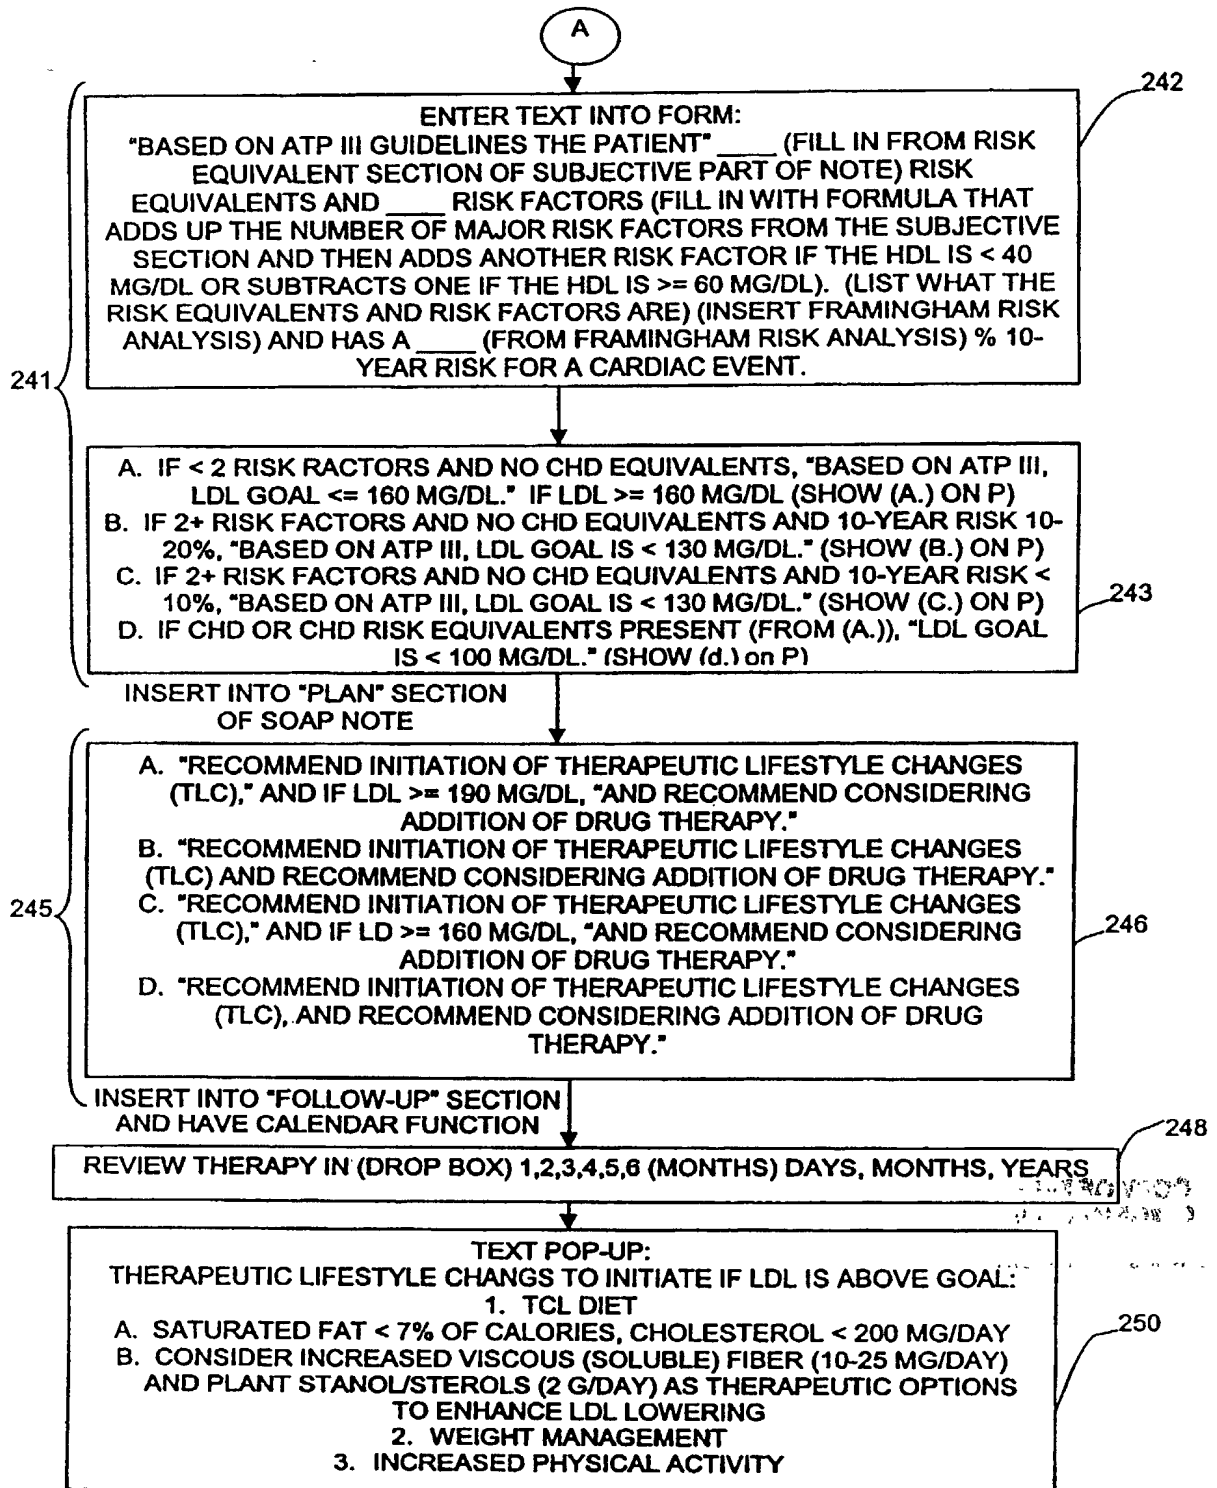 A
242
ENTER TEXT INTO FORM:
"BASED ON ATP III GUIDELINES THE PATIENT" ____ (FILL IN FROM RISK
EQUIVALENT SECTION OF SUBJECTIVE PART OF NOTE) RISK
EQUIVALENTS AND ____ RISK FACTORS (FILL IN WITH FORMULA THAT
ADDS UP THE NUMBER OF MAJOR RISK FACTORS FROM THE SUBJECTIVE
SECTION AND THEN ADDS ANOTHER RISK FACTOR IF THE HDL IS < 40
MG/DL OR SUBTRACTS ONE IF THE HDL IS >= 60 MG/DL). (LIST WHAT THE
RISK EQUIVALENTS AND RISK FACTORS ARE) (INSERT FRAMINGHAM RISK
ANALYSIS) AND HAS A ____ (FROM FRAMINGHAM RISK ANALYSIS) % 10-
YEAR RISK FOR A CARDIAC EVENT.
241
A. IF < 2 RISK RACTORS AND NO CHD EQUIVALENTS, "BASED ON ATP III,
LDL GOAL <= 160 MG/DL." IF LDL >= 160 MG/DL (SHOW (A.) ON P)
B. IF 2+ RISK FACTORS AND NO CHD EQUIVALENTS AND 10-YEAR RISK 10-
20%, "BASED ON ATP III, LDL GOAL IS < 130 MG/DL." (SHOW (B.) ON P)
C. IF 2+ RISK FACTORS AND NO CHD EQUIVALENTS AND 10-YEAR RISK <
10%, "BASED ON ATP III, LDL GOAL IS < 130 MG/DL." (SHOW (C.) ON P)
D. IF CHD OR CHD RISK EQUIVALENTS PRESENT (FROM (A.)), "LDL GOAL
IS < 100 MG/DL." (SHOW (d.) on P)
243
INSERT INTO "PLAN" SECTION
OF SOAP NOTE
A. "RECOMMEND INITIATION OF THERAPEUTIC LIFESTYLE CHANGES
(TLC)," AND IF LDL >= 190 MG/DL, "AND RECOMMEND CONSIDERING
ADDITION OF DRUG THERAPY."
B. "RECOMMEND INITIATION OF THERAPEUTIC LIFESTYLE CHANGES
(TLC) AND RECOMMEND CONSIDERING ADDITION OF DRUG THERAPY."
C. "RECOMMEND INITIATION OF THERAPEUTIC LIFESTYLE CHANGES
(TLC)," AND IF LD >= 160 MG/DL, "AND RECOMMEND CONSIDERING
ADDITION OF DRUG THERAPY."
D. "RECOMMEND INITIATION OF THERAPEUTIC LIFESTYLE CHANGES
(TLC), AND RECOMMEND CONSIDERING ADDITION OF DRUG
THERAPY."
245
246
INSERT INTO "FOLLOW-UP" SECTION
AND HAVE CALENDAR FUNCTION
248
REVIEW THERAPY IN (DROP BOX) 1,2,3,4,5,6 (MONTHS) DAYS, MONTHS, YEARS
TEXT POP-UP:
THERAPEUTIC LIFESTYLE CHANGS TO INITIATE IF LDL IS ABOVE GOAL:
1. TCL DIET
A. SATURATED FAT < 7% OF CALORIES, CHOLESTEROL < 200 MG/DAY
B. CONSIDER INCREASED VISCOUS (SOLUBLE) FIBER (10-25 MG/DAY)
AND PLANT STANOL/STEROLS (2 G/DAY) AS THERAPEUTIC OPTIONS
TO ENHANCE LDL LOWERING
2. WEIGHT MANAGEMENT
3. INCREASED PHYSICAL ACTIVITY
250